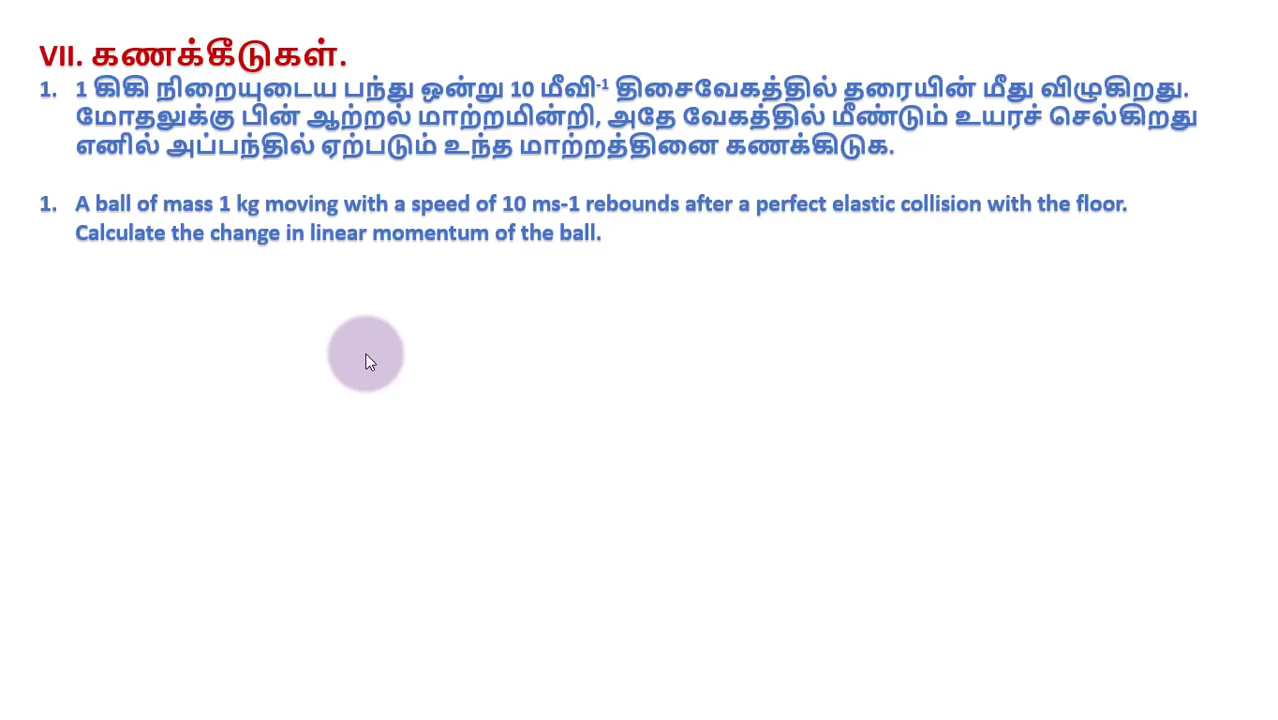 VII. கணக்கீடுகள்.
1. 1 கிகி நிறையுடைய பந்து ஒன்று 10 மீவி-1 திசைவேகத்தில் தரையின் மீது விழுகிறது.
மோதலுக்கு பின் ஆற்றல் மாற்றமின்றி, அதே வேகத்தில் மீண்டும் உயரச் செல்கிறது
எனில் அப்பந்தில் ஏற்படும் உந்த மாற்றத்தினை கணக்கிடுக.
1. A ball of mass 1 kg moving with a speed of 10 ms-1 rebounds after a perfect elastic collision with the floor.
Calculate the change in linear momentum of the ball.